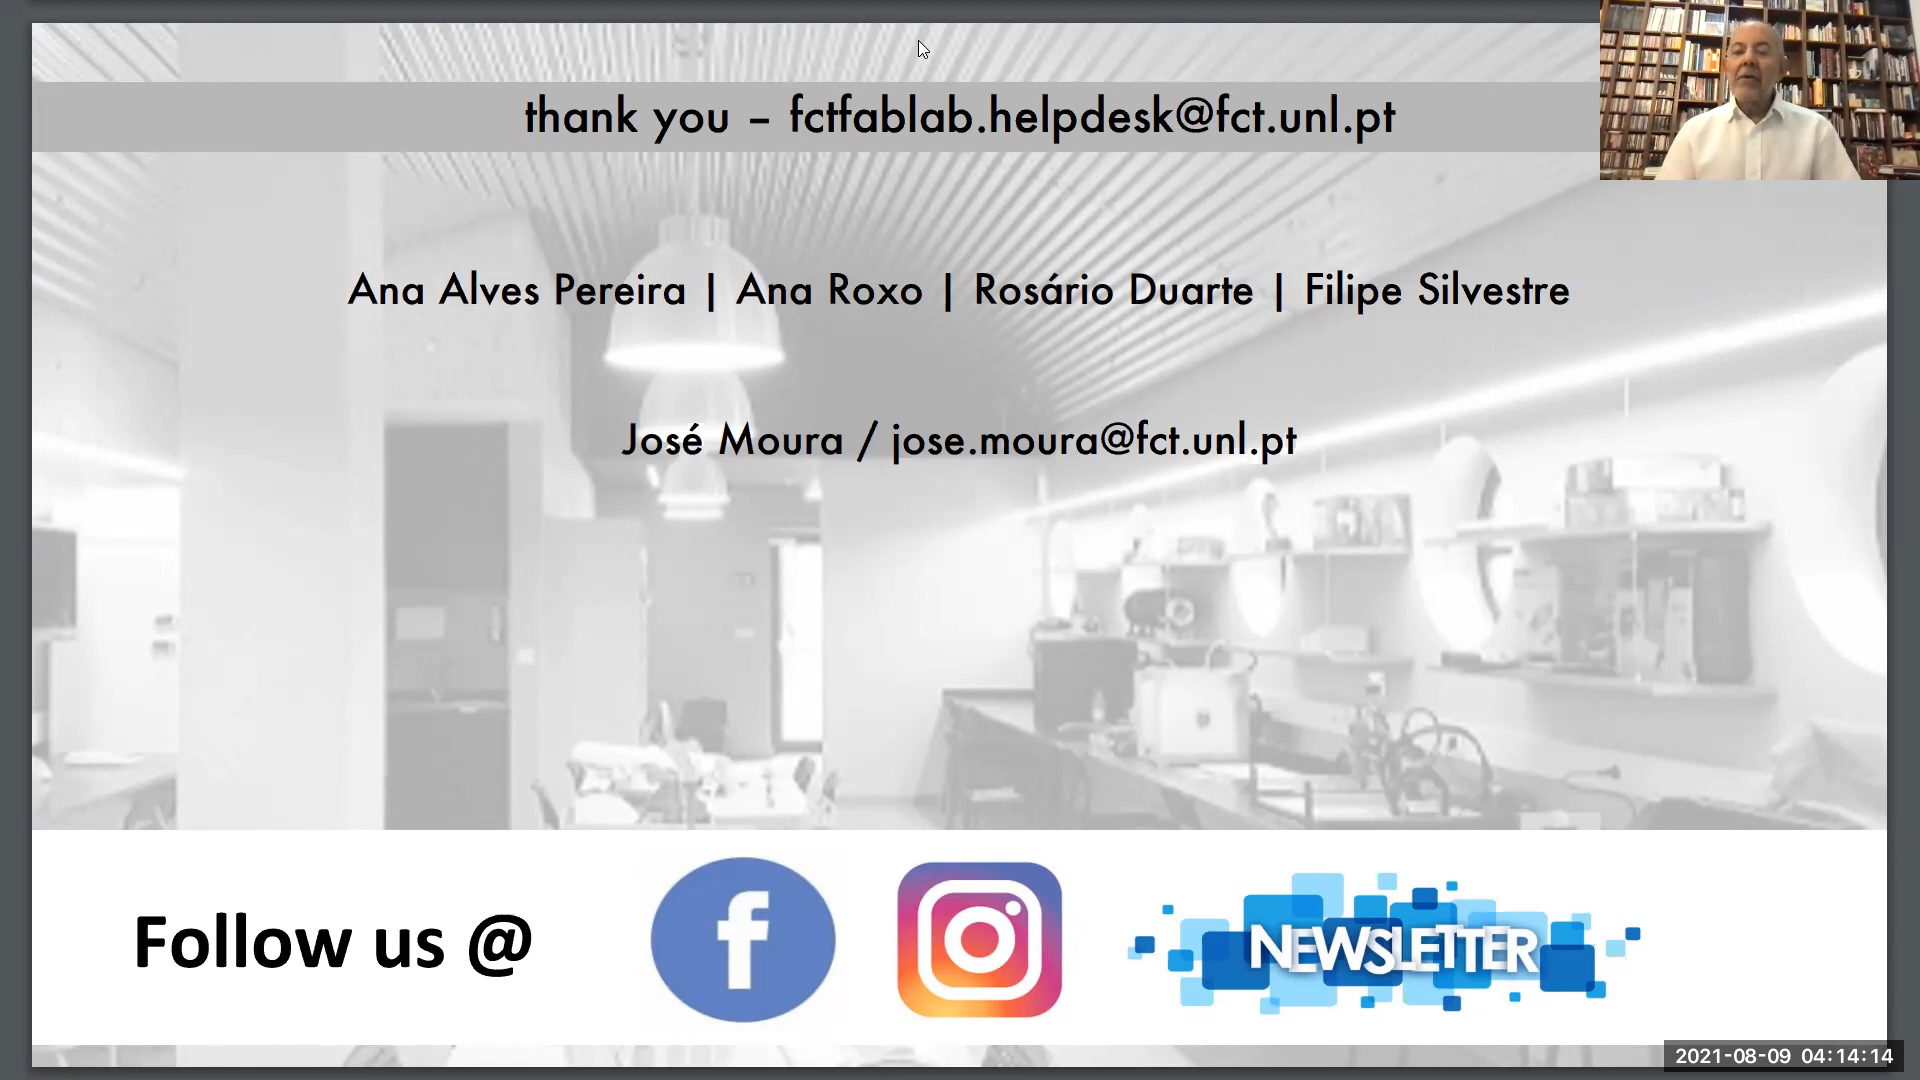 thank you – fctfablab.helpdesk@fct.unl.pt
Ana Alves Pereira | Ana Roxo | Rosário Duarte | Filipe Silvestre
José Moura / jose.moura@fct.unl.pt
Follow us @
NEWSLETTER
2021-08-09 04:14:14